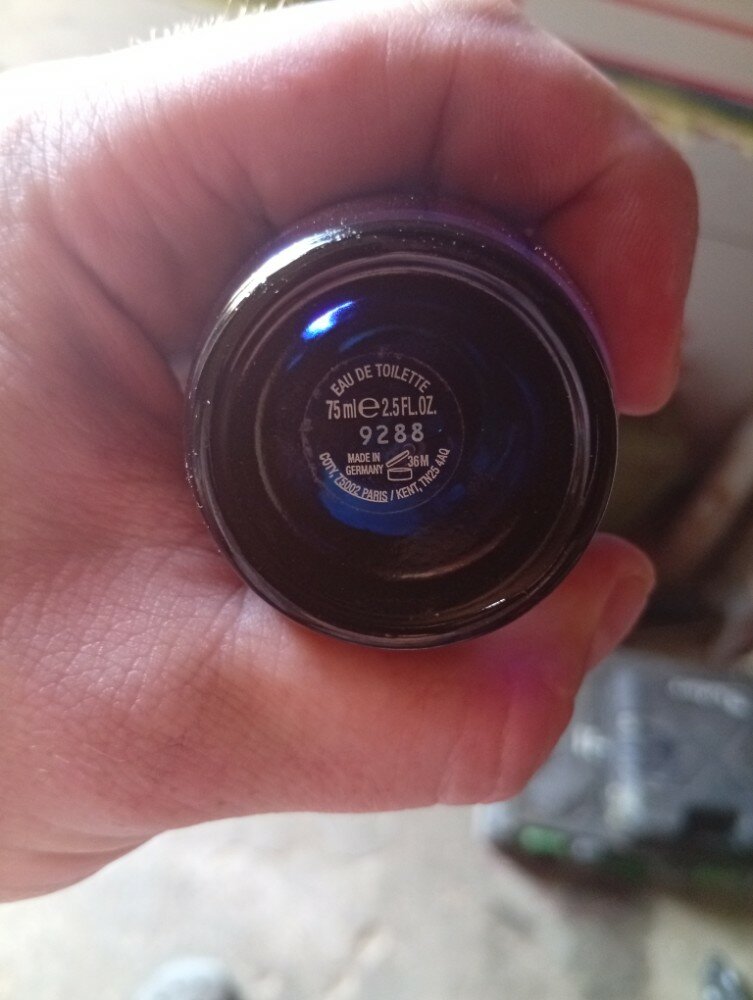 EAU DE TOILETTE
75 ml ℮ 2.5 FL.OZ.
9288
MADE IN
GERMANY
36M
COTY, 75002 PARIS / KENT, TN25 4AQ